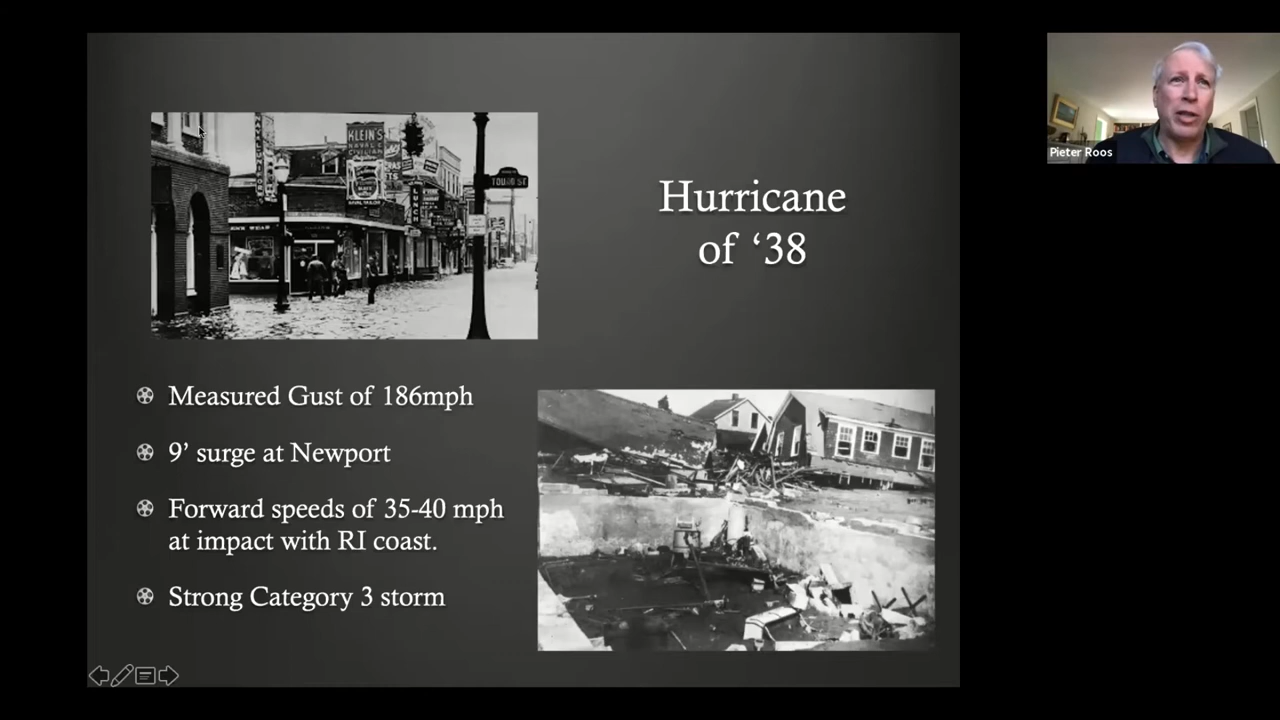 KLEIN'S
NAVAL &
CIVILIAN
LUNCH
TOURO ST
Hurricane
of ‘38
Measured Gust of 186mph
9’ surge at Newport
Forward speeds of 35-40 mph
at impact with RI coast.
Strong Category 3 storm
Pieter Roos